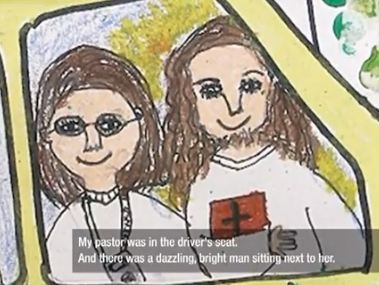 My pastor was in the driver's seat.
And there was a dazzling, bright man sitting next to her.